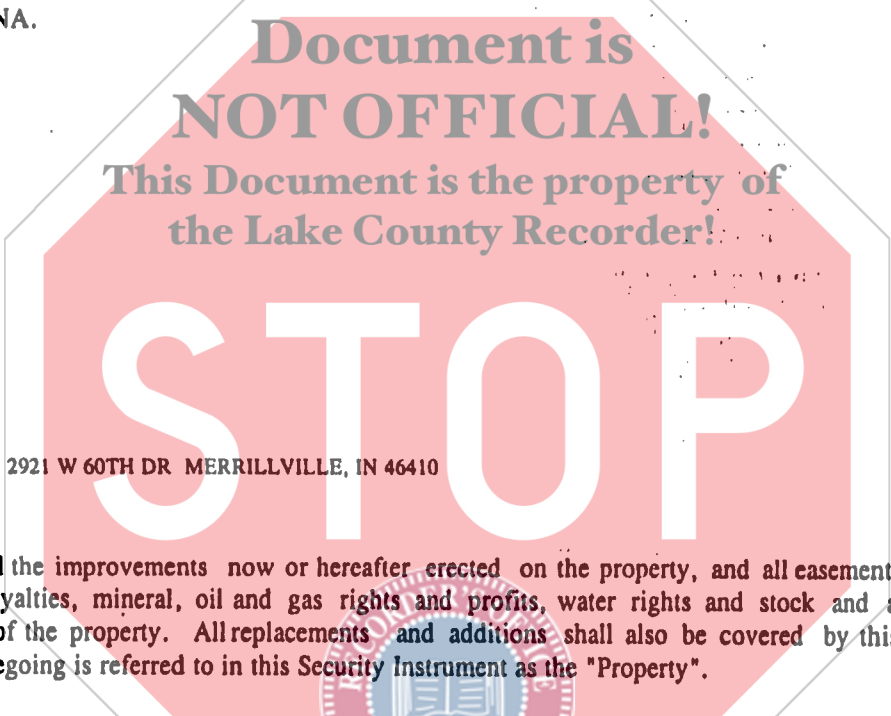 NA.
Document is
NOT OFFICIAL!
This Document is the property of
the Lake County Recorder!
STOP
2921 W 60TH DR MERRILLVILLE, IN 46410
the improvements now or hereafter erected on the property, and all easement
yalties, mineral, oil and gas rights and profits, water rights and stock and a
of the property. All replacements and additions shall also be covered by this
egoing is referred to in this Security Instrument as the "Property".
RECORDER'S OFFICE